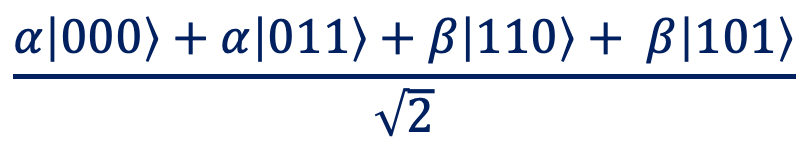 α|000⟩ + α|011⟩ + β|110⟩ + β|101⟩
√2